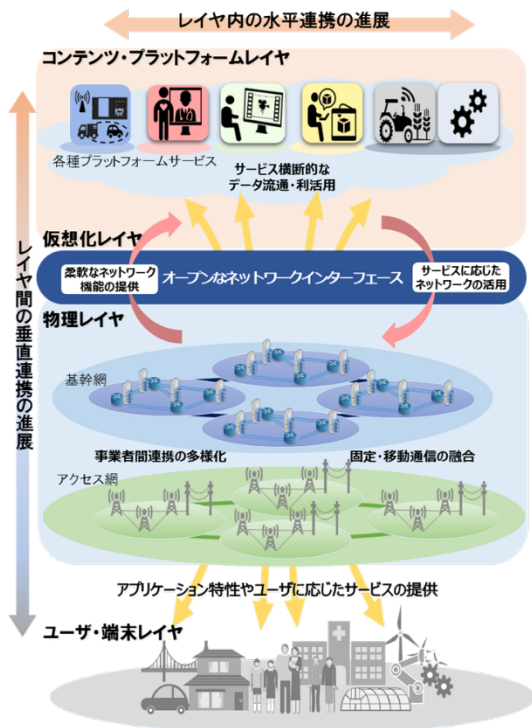 レイヤ内の水平連携の進展
コンテンツ・プラットフォームレイヤ
各種プラットフォームサービス
サービス横断的な
データ流通・利活用
レイヤ間の垂直連携の進展
仮想化レイヤ
柔軟なネットワーク
機能の提供
オープンなネットワークインターフェース
サービスに応じた
ネットワークの活用
物理レイヤ
基幹網
事業者間連携の多様化
固定・移動通信の融合
アクセス網
アプリケーション特性やユーザに応じたサービスの提供
ユーザ・端末レイヤ